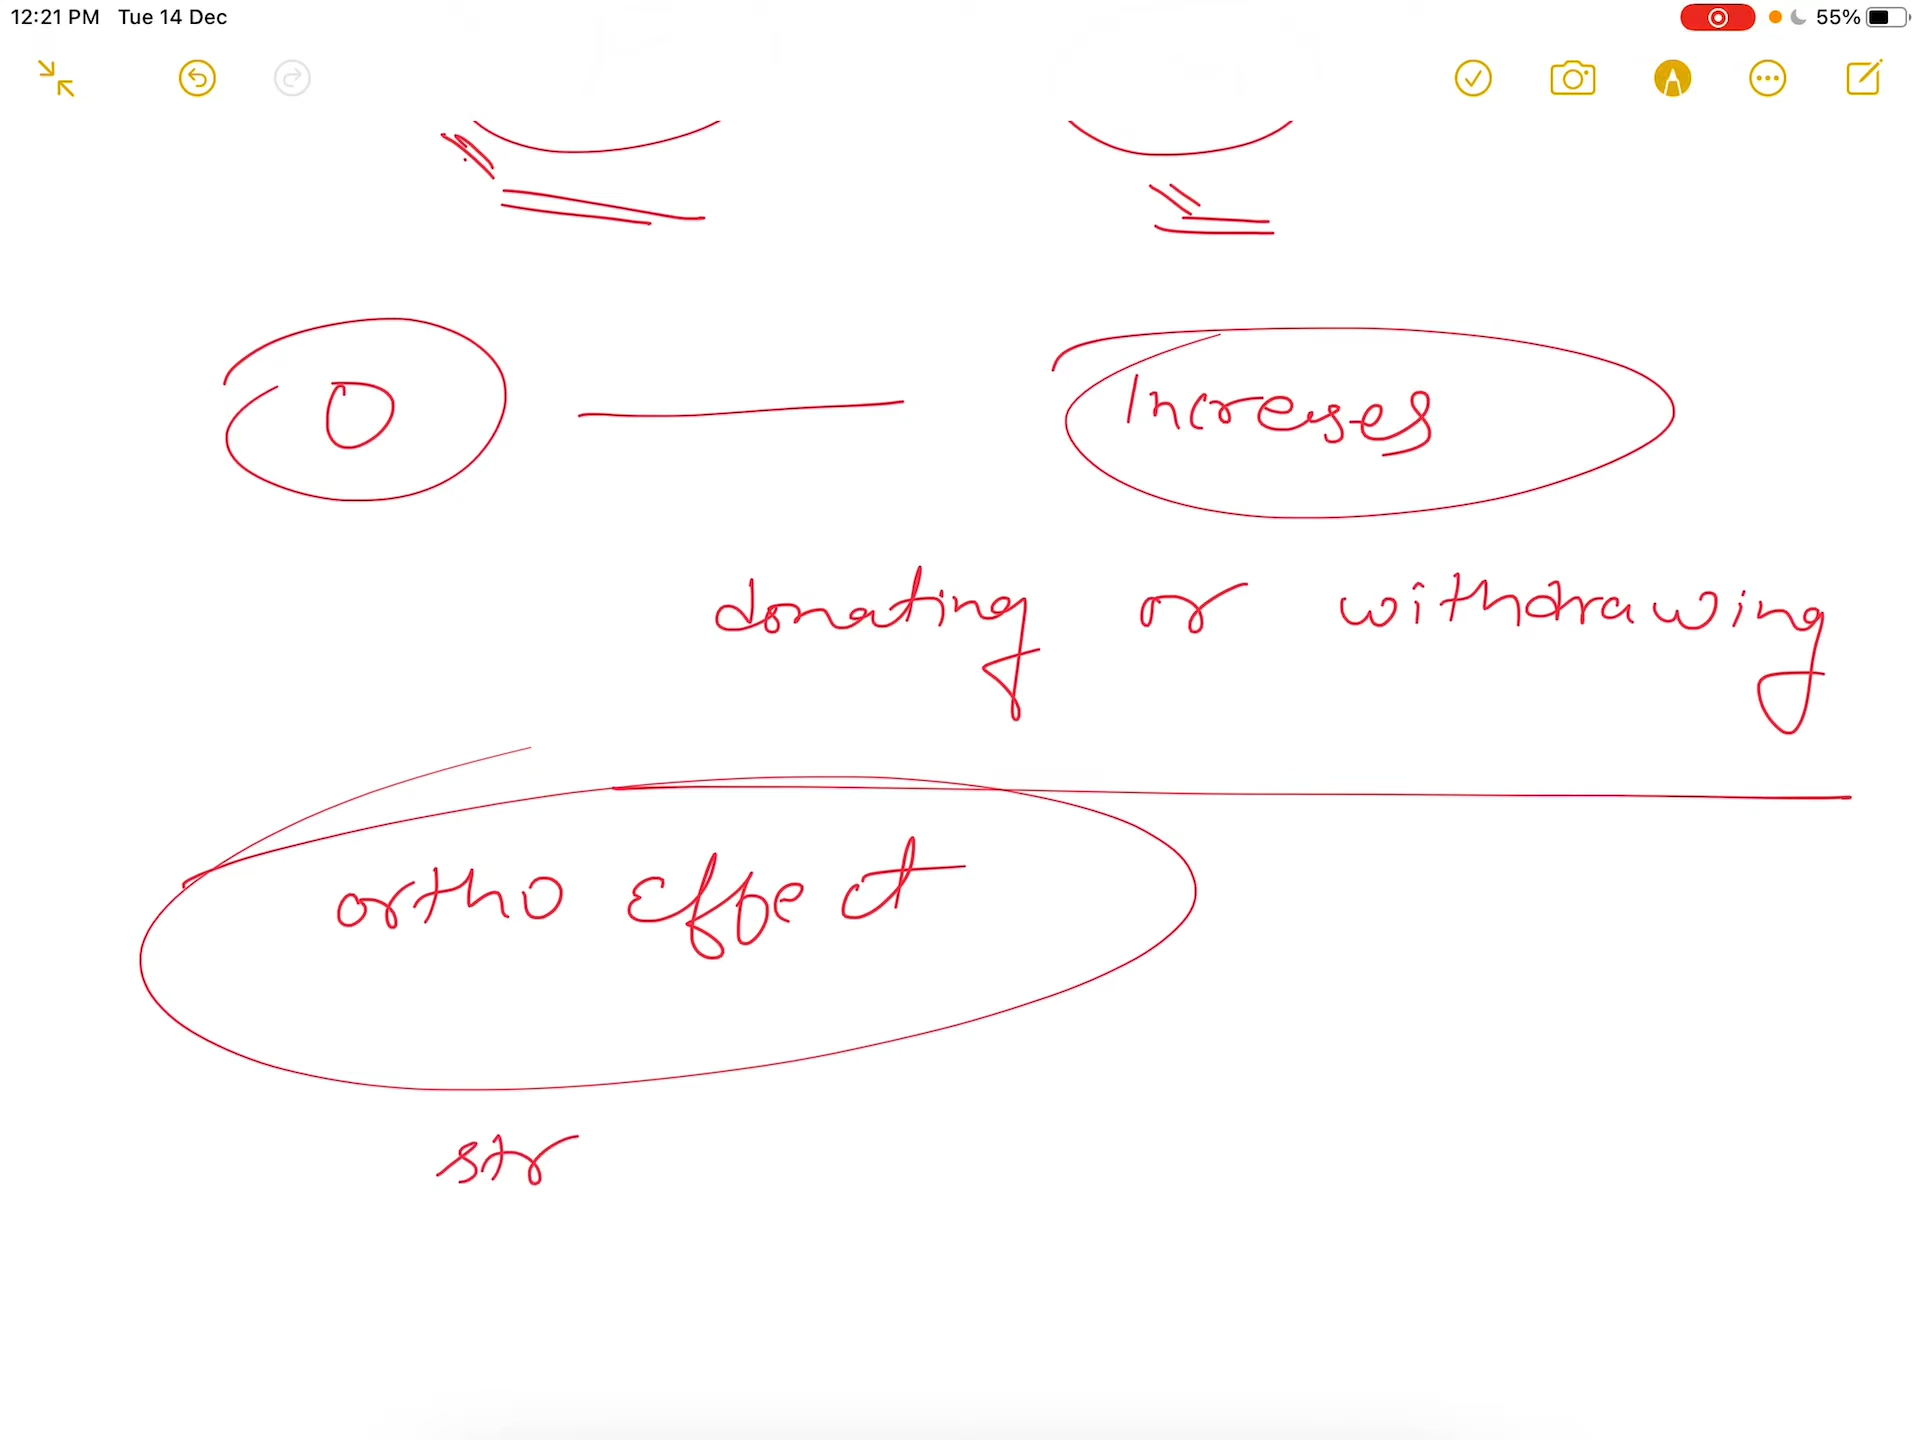 12:21 PM Tue 14 Dec 55%
O — Increses
donating or withdrawing
ortho effect
str